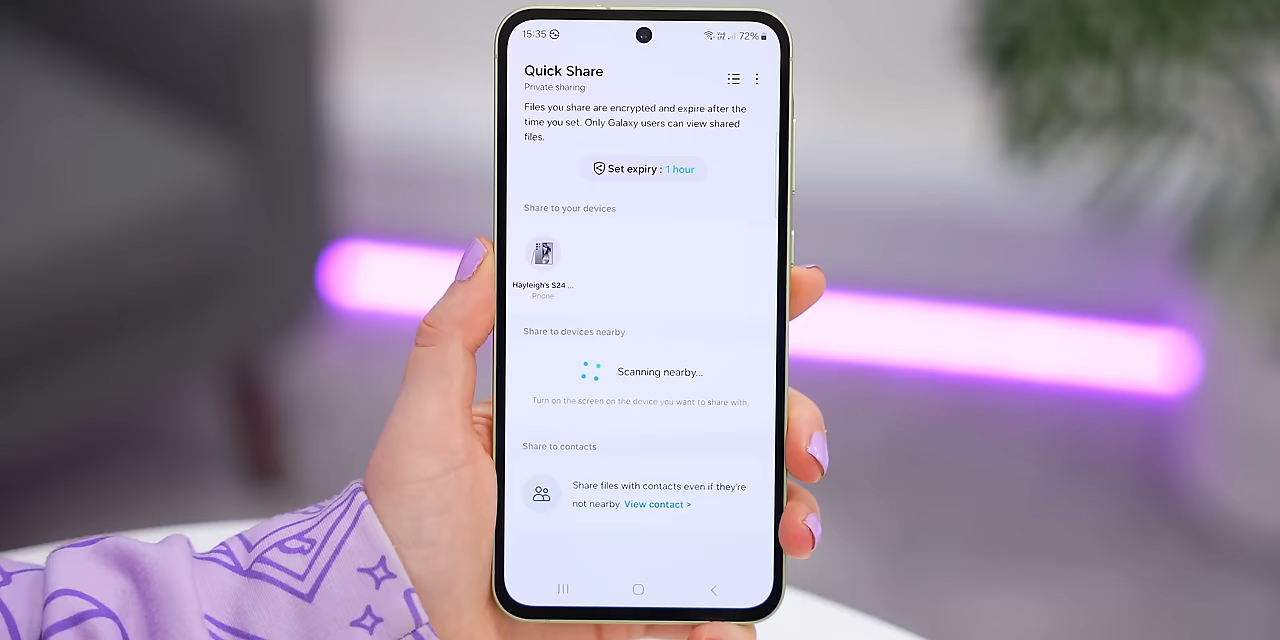 15:35
72%
Quick Share
Private sharing
Files you share are encrypted and expire after the
time you set. Only Galaxy users can view shared
files.
Set expiry : 1 hour
Share to your devices
Hayleigh's S24 ...
Phone
Share to devices nearby
Scanning nearby...
Turn on the screen on the device you want to share with.
Share to contacts
Share files with contacts even if they're
not nearby. View contact >